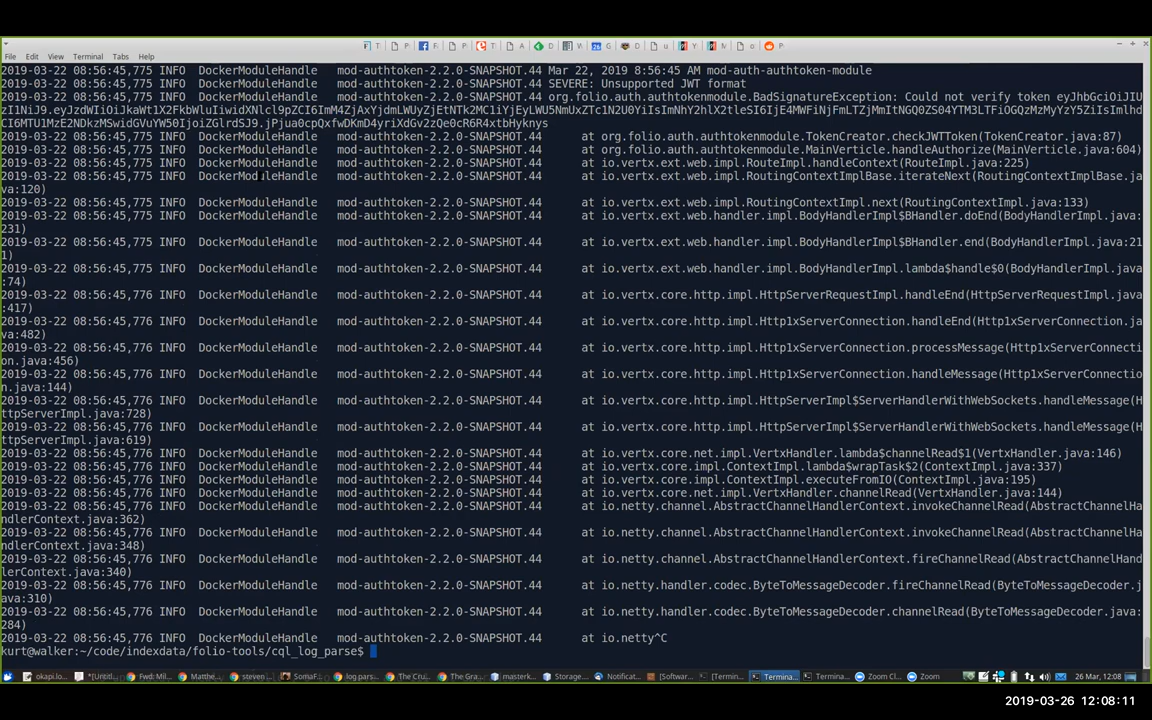 File Edit View Terminal Tabs Help
2019-03-22 08:56:45,775 INFO DockerModuleHandle mod-authtoken-2.2.0-SNAPSHOT.44 Mar 22, 2019 8:56:45 AM mod-auth-authtoken-module
2019-03-22 08:56:45,775 INFO DockerModuleHandle mod-authtoken-2.2.0-SNAPSHOT.44 SEVERE: Unsupported JWT format
2019-03-22 08:56:45,775 INFO DockerModuleHandle mod-authtoken-2.2.0-SNAPSHOT.44 org.folio.auth.authtokenmodule.BadSignatureException: Could not verify token
2019-03-22 08:56:45,775 INFO DockerModuleHandle mod-authtoken-2.2.0-SNAPSHOT.44 at org.folio.auth.authtokenmodule.TokenCreator.checkJWTToken(TokenCreator.java:87)
2019-03-22 08:56:45,775 INFO DockerModuleHandle mod-authtoken-2.2.0-SNAPSHOT.44 at org.folio.auth.authtokenmodule.MainVerticle.handleAuthorize(MainVerticle.java:604)
2019-03-22 08:56:45,775 INFO DockerModuleHandle mod-authtoken-2.2.0-SNAPSHOT.44 at io.vertx.ext.web.impl.RouteImpl.handleContext(RouteImpl.java:225)
2019-03-22 08:56:45,775 INFO DockerModuleHandle mod-authtoken-2.2.0-SNAPSHOT.44 at io.vertx.ext.web.impl.RoutingContextImplBase.iterateNext(RoutingContextImplBase.ja
va:120)
2019-03-22 08:56:45,775 INFO DockerModuleHandle mod-authtoken-2.2.0-SNAPSHOT.44 at io.vertx.ext.web.impl.RoutingContextImpl.next(RoutingContextImpl.java:133)
2019-03-22 08:56:45,775 INFO DockerModuleHandle mod-authtoken-2.2.0-SNAPSHOT.44 at io.vertx.ext.web.handler.impl.BodyHandlerImpl$BHandler.doEnd(BodyHandlerImpl.java:
231)
2019-03-22 08:56:45,775 INFO DockerModuleHandle mod-authtoken-2.2.0-SNAPSHOT.44 at io.vertx.ext.web.handler.impl.BodyHandlerImpl$BHandler.end(BodyHandlerImpl.java:21
1)
2019-03-22 08:56:45,775 INFO DockerModuleHandle mod-authtoken-2.2.0-SNAPSHOT.44 at io.vertx.ext.web.handler.impl.BodyHandlerImpl.lambda$handle$0(BodyHandlerImpl.java
:74)
2019-03-22 08:56:45,776 INFO DockerModuleHandle mod-authtoken-2.2.0-SNAPSHOT.44 at io.vertx.core.http.impl.HttpServerRequestImpl.handleEnd(HttpServerRequestImpl.java
:417)
2019-03-22 08:56:45,776 INFO DockerModuleHandle mod-authtoken-2.2.0-SNAPSHOT.44 at io.vertx.core.http.impl.Http1xServerConnection.handleEnd(Http1xServerConnection.ja
va:482)
2019-03-22 08:56:45,776 INFO DockerModuleHandle mod-authtoken-2.2.0-SNAPSHOT.44 at io.vertx.core.http.impl.Http1xServerConnection.processMessage(Http1xServerConnecti
on.java:456)
2019-03-22 08:56:45,776 INFO DockerModuleHandle mod-authtoken-2.2.0-SNAPSHOT.44 at io.vertx.core.http.impl.Http1xServerConnection.handleMessage(Http1xServerConnectio
n.java:144)
2019-03-22 08:56:45,776 INFO DockerModuleHandle mod-authtoken-2.2.0-SNAPSHOT.44 at io.vertx.core.http.impl.HttpServerImpl$ServerHandlerWithWebSockets.handleMessage(H
ttpServerImpl.java:728)
2019-03-22 08:56:45,776 INFO DockerModuleHandle mod-authtoken-2.2.0-SNAPSHOT.44 at io.vertx.core.http.impl.HttpServerImpl$ServerHandlerWithWebSockets.handleMessage(H
ttpServerImpl.java:619)
2019-03-22 08:56:45,776 INFO DockerModuleHandle mod-authtoken-2.2.0-SNAPSHOT.44 at io.vertx.core.net.impl.VertxHandler.lambda$channelRead$1(VertxHandler.java:146)
2019-03-22 08:56:45,776 INFO DockerModuleHandle mod-authtoken-2.2.0-SNAPSHOT.44 at io.vertx.core.impl.ContextImpl.lambda$wrapTask$2(ContextImpl.java:337)
2019-03-22 08:56:45,776 INFO DockerModuleHandle mod-authtoken-2.2.0-SNAPSHOT.44 at io.vertx.core.impl.ContextImpl.executeFromIO(ContextImpl.java:195)
2019-03-22 08:56:45,776 INFO DockerModuleHandle mod-authtoken-2.2.0-SNAPSHOT.44 at io.vertx.core.net.impl.VertxHandler.channelRead(VertxHandler.java:144)
2019-03-22 08:56:45,776 INFO DockerModuleHandle mod-authtoken-2.2.0-SNAPSHOT.44 at io.netty.channel.AbstractChannelHandlerContext.invokeChannelRead(AbstractChannelHa
ndlerContext.java:362)
2019-03-22 08:56:45,776 INFO DockerModuleHandle mod-authtoken-2.2.0-SNAPSHOT.44 at io.netty.channel.AbstractChannelHandlerContext.invokeChannelRead(AbstractChannelHa
ndlerContext.java:348)
2019-03-22 08:56:45,776 INFO DockerModuleHandle mod-authtoken-2.2.0-SNAPSHOT.44 at io.netty.channel.AbstractChannelHandlerContext.fireChannelRead(AbstractChannelHand
lerContext.java:340)
2019-03-22 08:56:45,776 INFO DockerModuleHandle mod-authtoken-2.2.0-SNAPSHOT.44 at io.netty.handler.codec.ByteToMessageDecoder.fireChannelRead(ByteToMessageDecoder.j
ava:310)
2019-03-22 08:56:45,776 INFO DockerModuleHandle mod-authtoken-2.2.0-SNAPSHOT.44 at io.netty.handler.codec.ByteToMessageDecoder.channelRead(ByteToMessageDecoder.java:
284)
2019-03-22 08:56:45,776 INFO DockerModuleHandle mod-authtoken-2.2.0-SNAPSHOT.44 at io.netty^C
kurt@walker:~/code/indexdata/folio-tools/cql_log_parse$
okapi.lo *[Untitl Fwd: Mil Matthe steven SomaF log pars The Cru The Gra masterk Storage Notificat [Softwar [Termin Termina Termina Zoom Cl Zoom 26 Mar, 12:08
2019-03-26 12:08:11